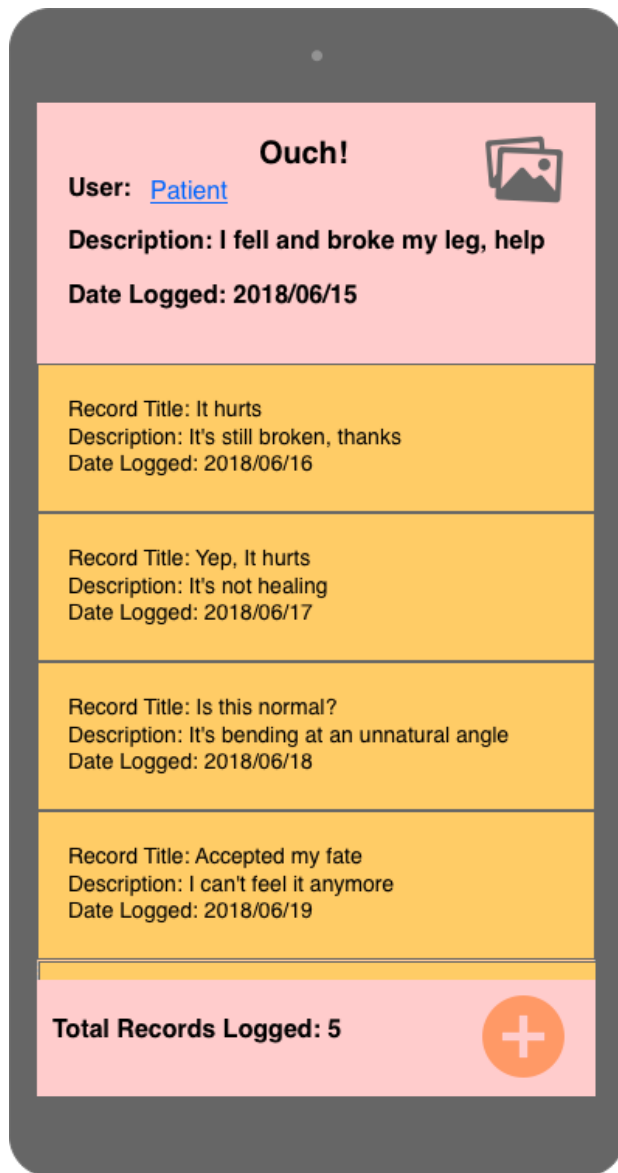 Ouch!
User: Patient
Description: I fell and broke my leg, help
Date Logged: 2018/06/15
Record Title: It hurts
Description: It's still broken, thanks
Date Logged: 2018/06/16
Record Title: Yep, It hurts
Description: It's not healing
Date Logged: 2018/06/17
Record Title: Is this normal?
Description: It's bending at an unnatural angle
Date Logged: 2018/06/18
Record Title: Accepted my fate
Description: I can't feel it anymore
Date Logged: 2018/06/19
Total Records Logged: 5